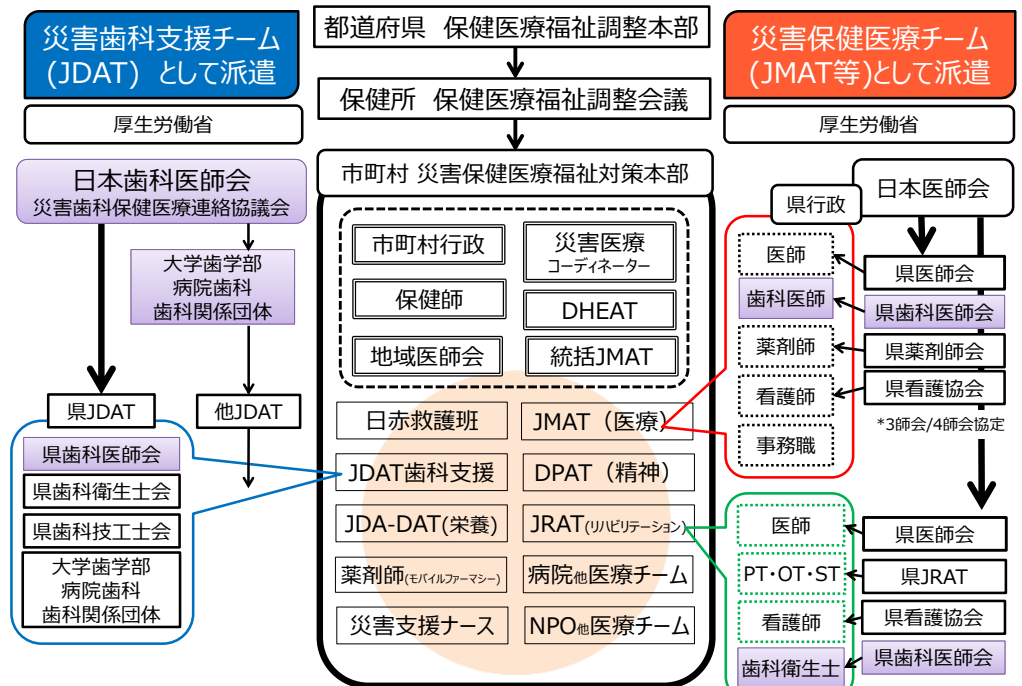 災害歯科支援チーム
(JDAT) として派遣
厚生労働省
日本歯科医師会
災害歯科保健医療連絡協議会
大学歯学部
病院歯科
歯科関係団体
県JDAT
他JDAT
県歯科医師会
県歯科衛生士会
県歯科技工士会
大学歯学部
病院歯科
歯科関係団体
都道府県 保健医療福祉調整本部
保健所 保健医療福祉調整会議
市町村 災害保健医療福祉対策本部
市町村行政
災害医療
コーディネーター
保健師
DHEAT
地域医師会
統括JMAT
日赤救護班
JMAT（医療）
JDAT歯科支援
DPAT（精神）
JDA-DAT(栄養)
JRAT(リハビリテーション)
薬剤師(モバイルファーマシー)
病院他医療チーム
災害支援ナース
NPO他医療チーム
災害保健医療チーム
(JMAT等)として派遣
厚生労働省
日本医師会
県行政
医師
県医師会
歯科医師
県歯科医師会
薬剤師
県薬剤師会
看護師
県看護協会
*3師会/4師会協定
事務職
医師
県医師会
PT・OT・ST
県JRAT
看護師
県看護協会
歯科衛生士
県歯科医師会